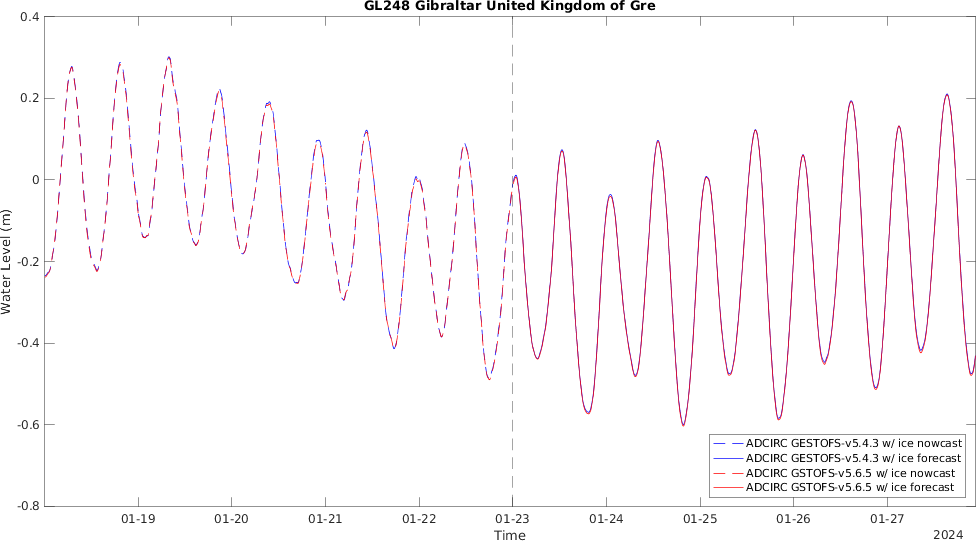 GL248 Gibraltar United Kingdom of Gre
0.4
0.2
0
-0.2
-0.4
-0.6
-0.8
Water Level (m)
01-19 01-20 01-21 01-22 01-23 01-24 01-25 01-26 01-27
Time
2024
ADCIRC GESTOFS-v5.4.3 w/ ice nowcast
ADCIRC GESTOFS-v5.4.3 w/ ice forecast
ADCIRC GSTOFS-v5.6.5 w/ ice nowcast
ADCIRC GSTOFS-v5.6.5 w/ ice forecast